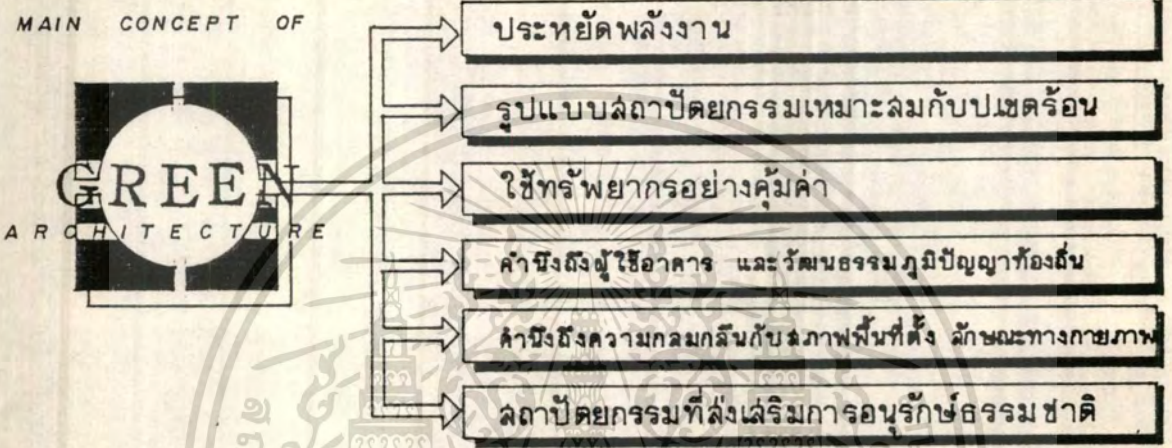 MAIN CONCEPT OF
GREEN
ARCHITECTURE
ประหยัดพลังงาน
รูปแบบสถาปัตยกรรมเหมาะสมกับปเขตร้อน
ใช้ทรัพยากรอย่างคุ้มค่า
คำนึงถึงผู้ใช้อาคาร และวัฒนธรรมภูมิปัญญาท้องถิ่น
คำนึงถึงความกลมกลืนกับสภาพพื้นที่ตั้ง ลักษณะทางกายภาพ
สถาปัตยกรรมที่ส่งเสริมการอนุรักษ์ธรรมชาติ